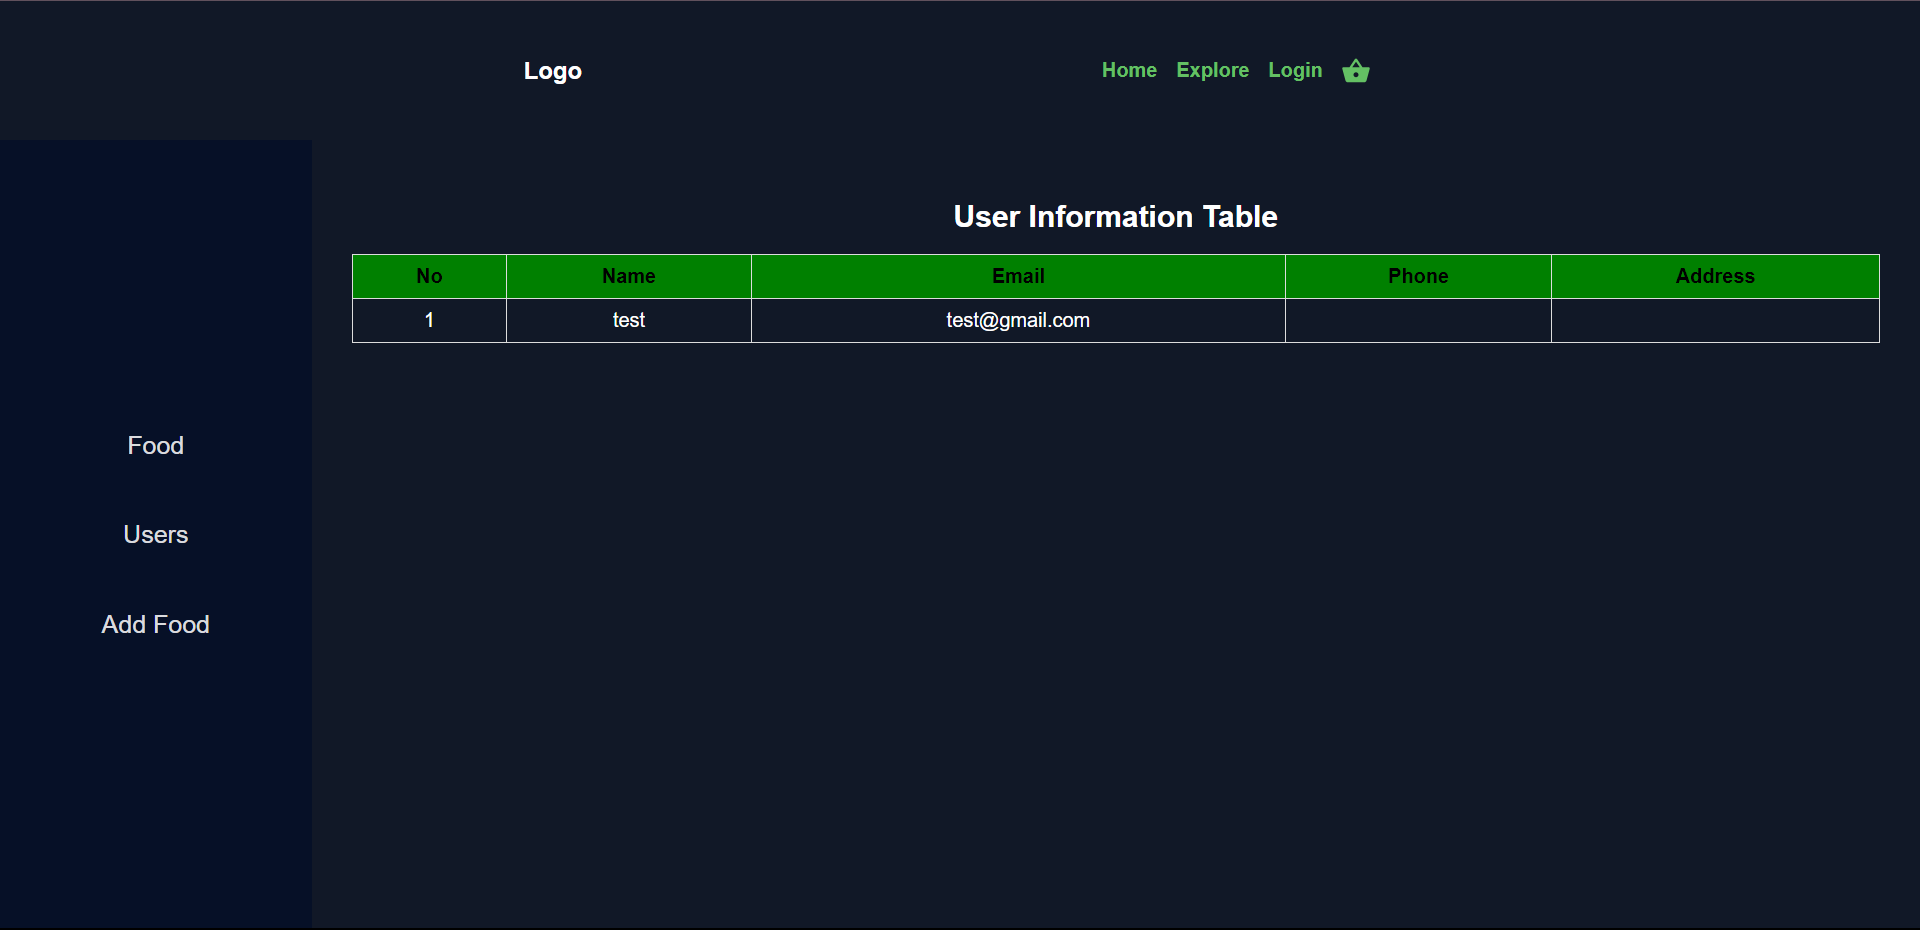 Logo
Home Explore Login
User Information Table
No Name Email Phone Address
1 test test@gmail.com
Food
Users
Add Food